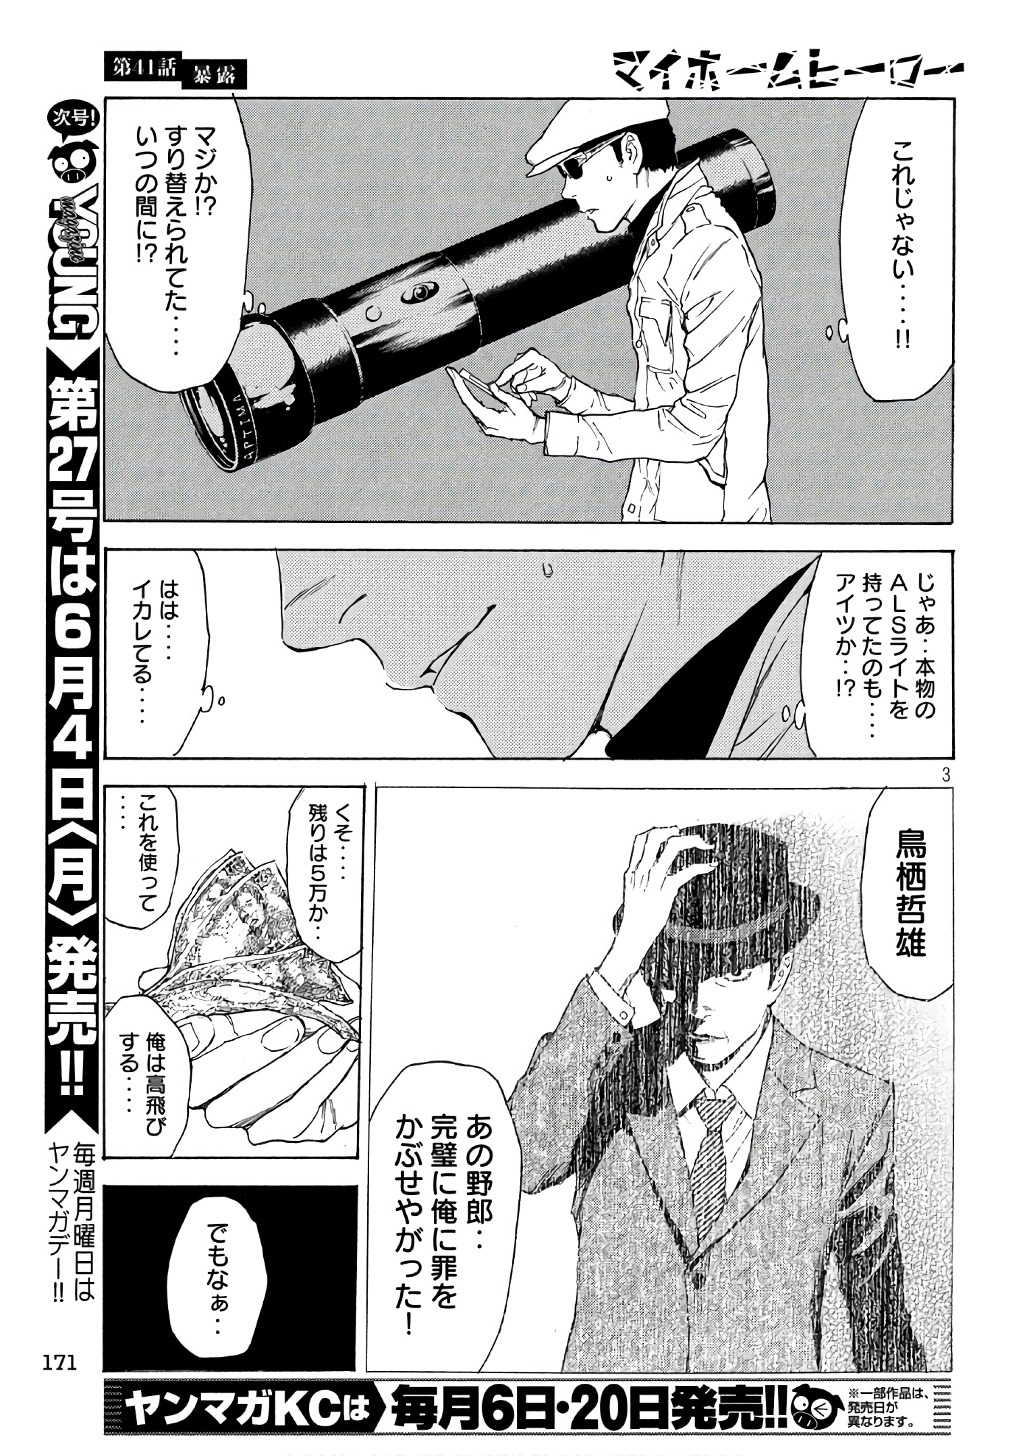 第41話
暴露
マイホームヒーロー
これじゃない‥‥!!
マジか!?
すり替えられてた‥‥
いつの間に!?
APTIMA
じゃあ‥本物の
ALSライトを
持ってたのも‥‥
アイツか‥!?
はは‥‥
イカレてる‥‥
3
鳥栖哲雄
あの野郎‥
完璧に俺に罪を
かぶせやがった!
くそ‥‥
残りは5万か‥
これを使って
‥‥
俺は高飛び
する‥‥
でもなぁ‥
次号!
YOUNG
magazine
第27号は6月4日〈月〉発売!!
毎週月曜日は
ヤンマガデー!!
171
ヤンマガKCは
毎月6日・20日発売!!
※一部作品は、
発売日が
異なります。